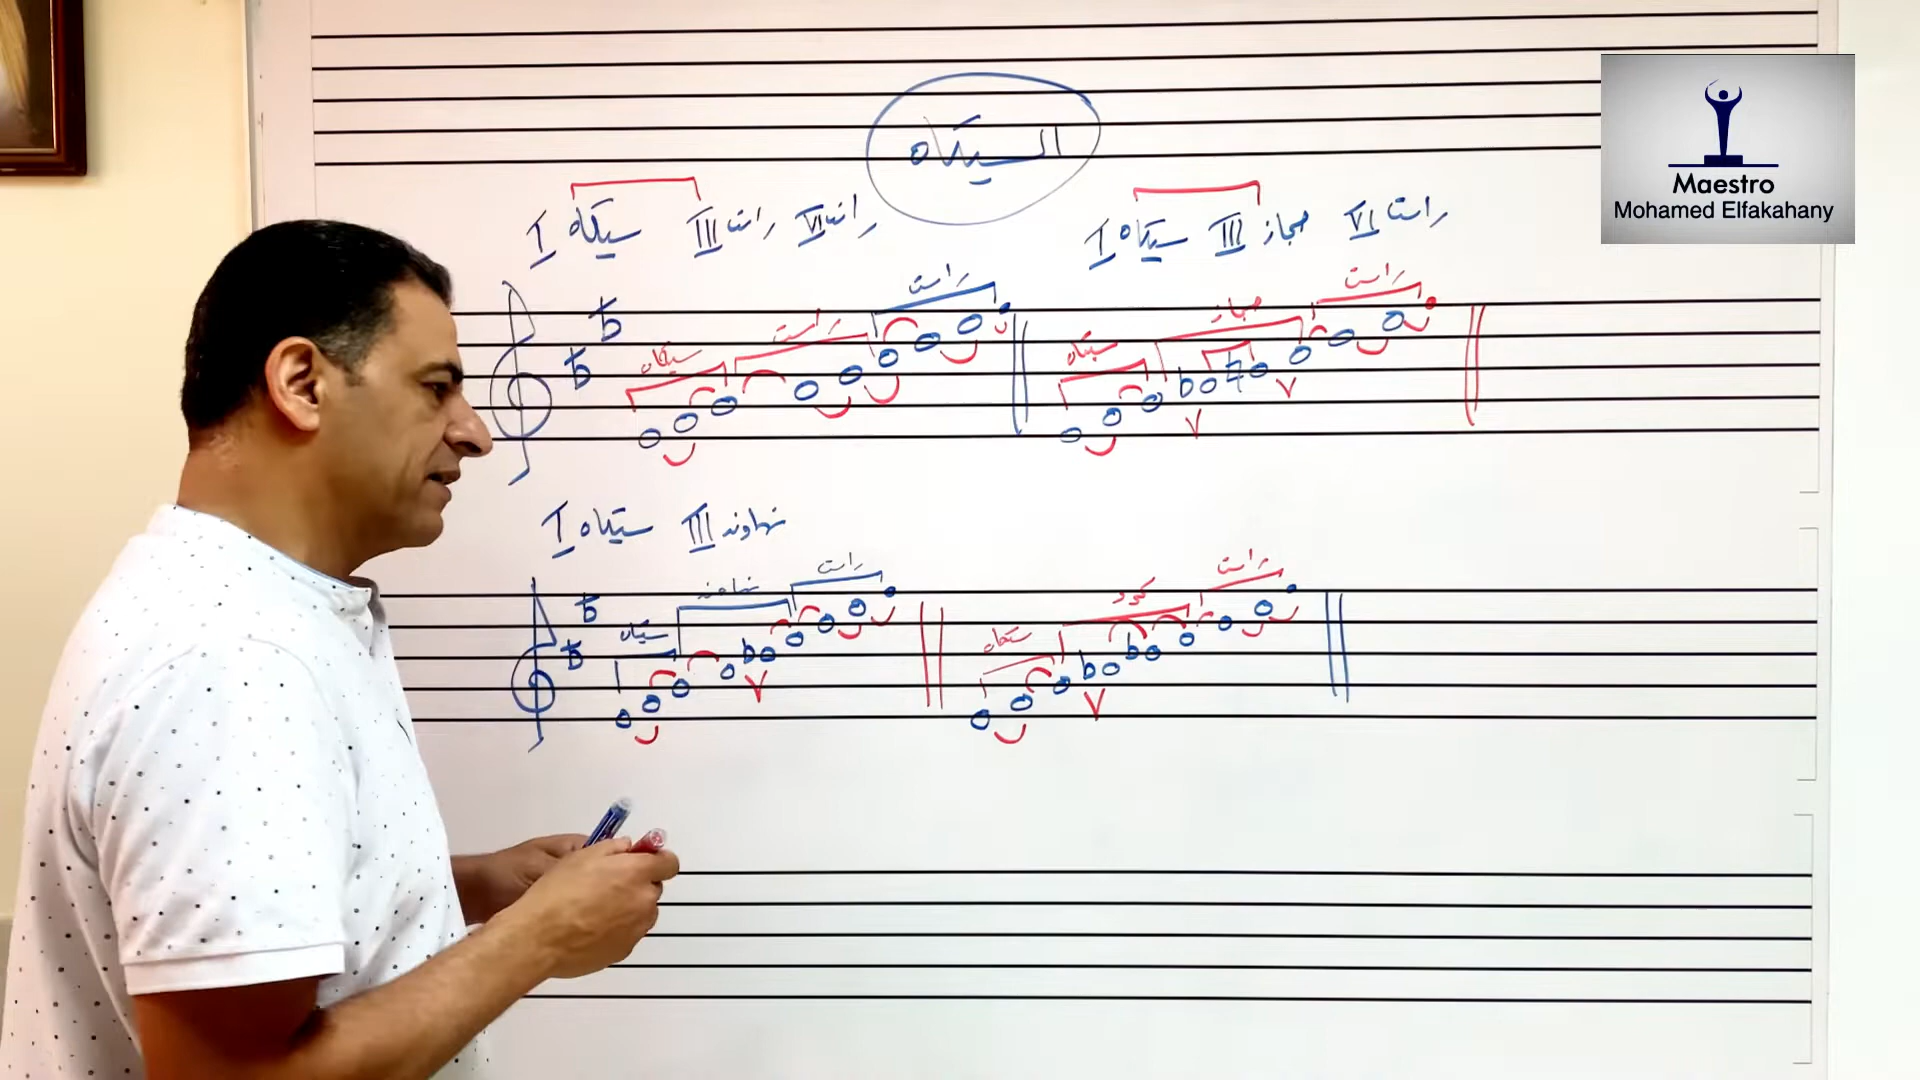 السيكاه
I سيكاه III راست VI راست
I سيكاه III حجاز VI راست
سيكاه راست راست
سيكاه حجاز راست
I سيكاه III نهاوند
سيكاه نهاوند راست
سيكاه كرد راست
Maestro
Mohamed Elfakahany